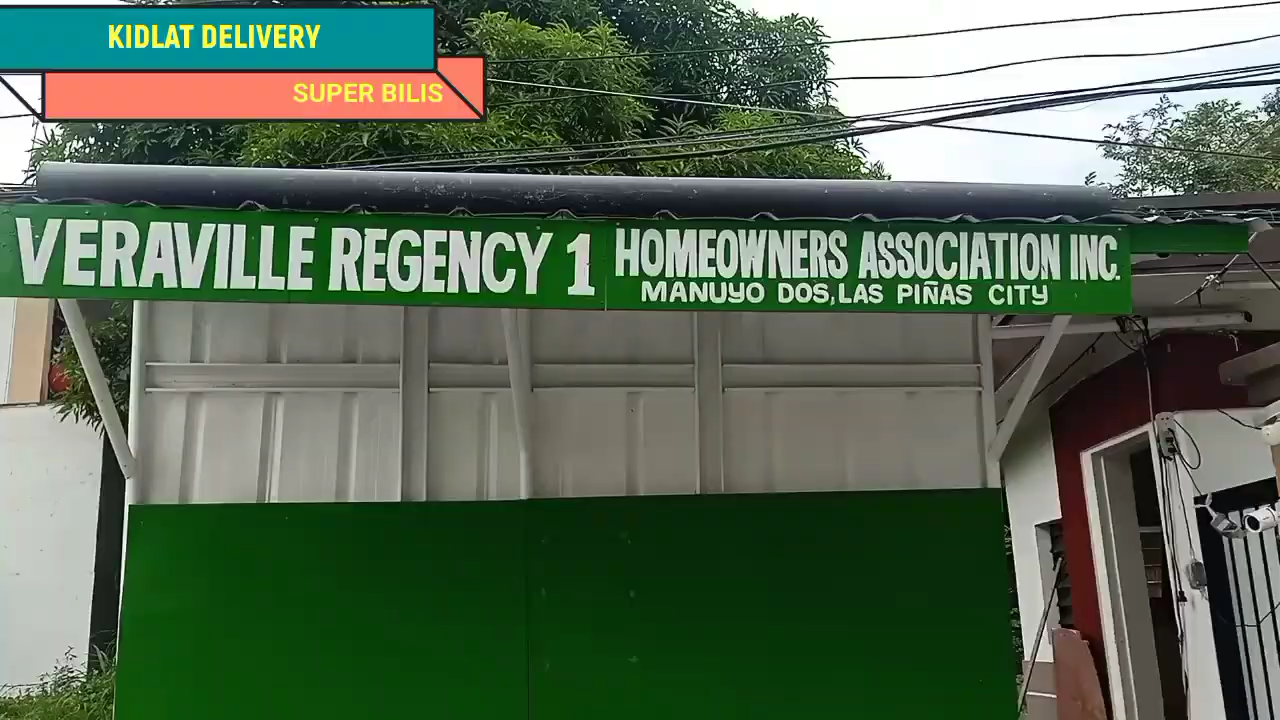 KIDLAT DELIVERY
SUPER BILIS
VERAVILLE REGENCY 1 HOMEOWNERS ASSOCIATION INC.
MANUYO DOS, LAS PIÑAS CITY